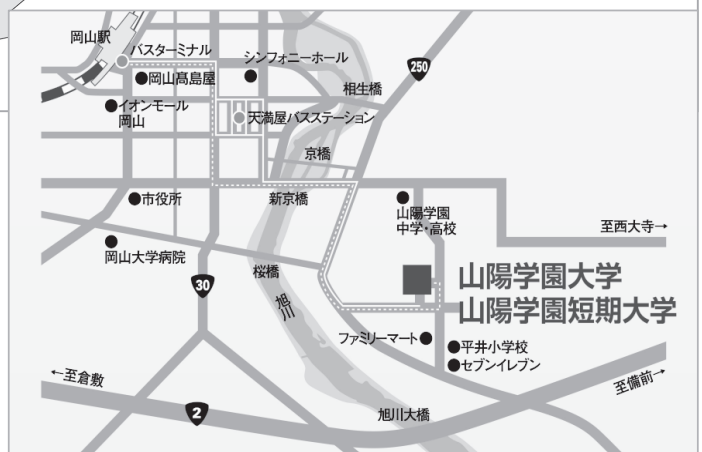 岡山駅
バスターミナル
シンフォニーホール
250
岡山髙島屋
相生橋
イオンモール
岡山
天満屋バスステーション
京橋
市役所
新京橋
山陽学園
中学・高校
至西大寺→
岡山大学病院
桜橋
30
旭川
山陽学園大学
山陽学園短期大学
ファミリーマート
平井小学校
セブンイレブン
←至倉敷
至備前→
2
旭川大橋